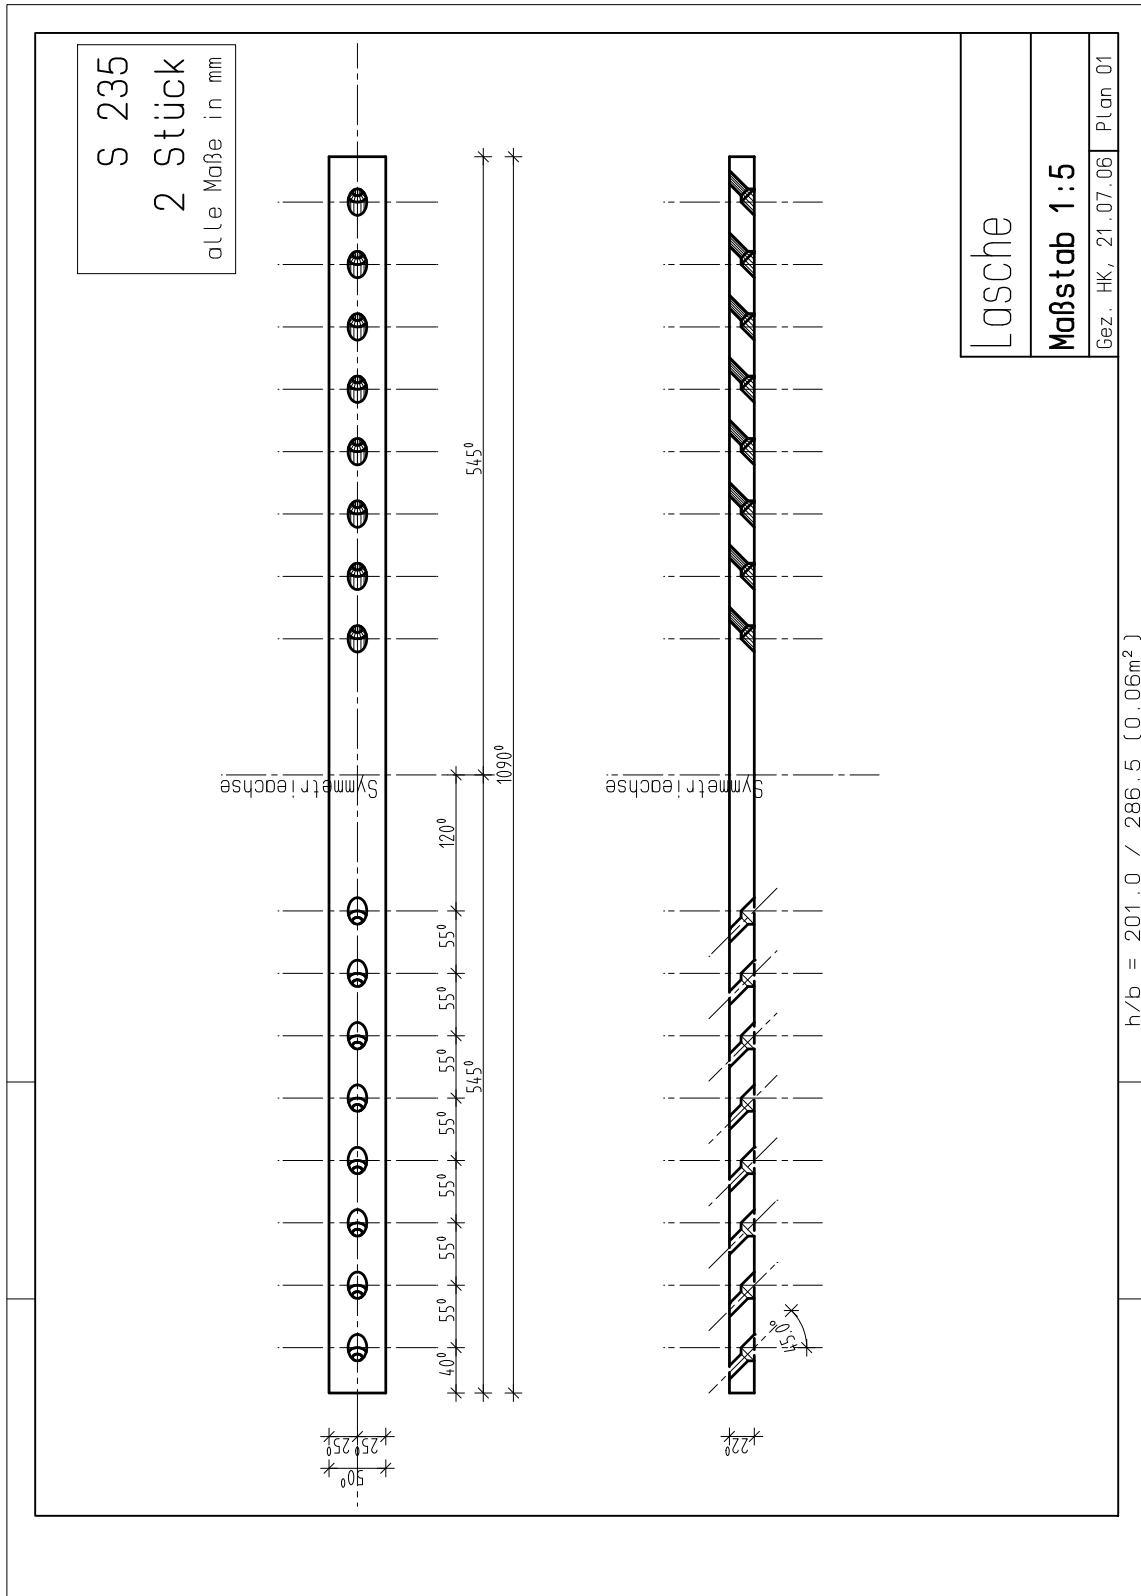 S 235
2 Stück
alle Maße in mm
Symmetrieachse
25⁰
25⁰
50⁰
40⁰
55⁰
55⁰
55⁰
55⁰
55⁰
55⁰
55⁰
120⁰
545⁰
545⁰
1090⁰
Symmetrieachse
22⁰
45.0°
Lasche
Maßstab 1:5
Gez. HK, 21.07.06
Plan 01
h/b = 201.0 / 286.5 (0.06m²)